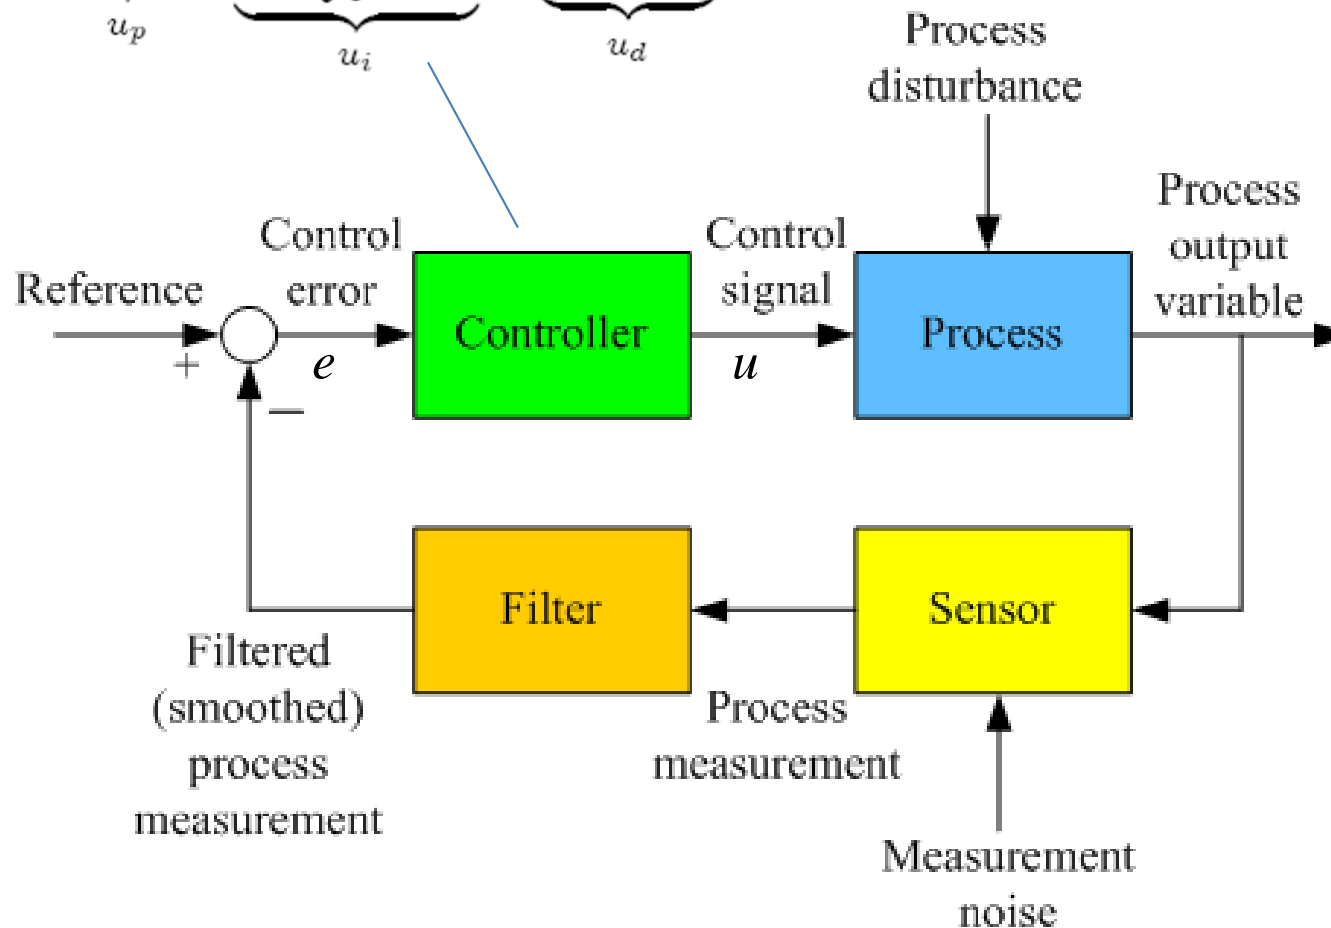 u_p
u_i
u_d
Process
disturbance
Process
output
variable
Control
error
Control
signal
Reference
Controller
Process
+
e
u
−
Filter
Sensor
Filtered
(smoothed)
process
measurement
Process
measurement
Measurement
noise